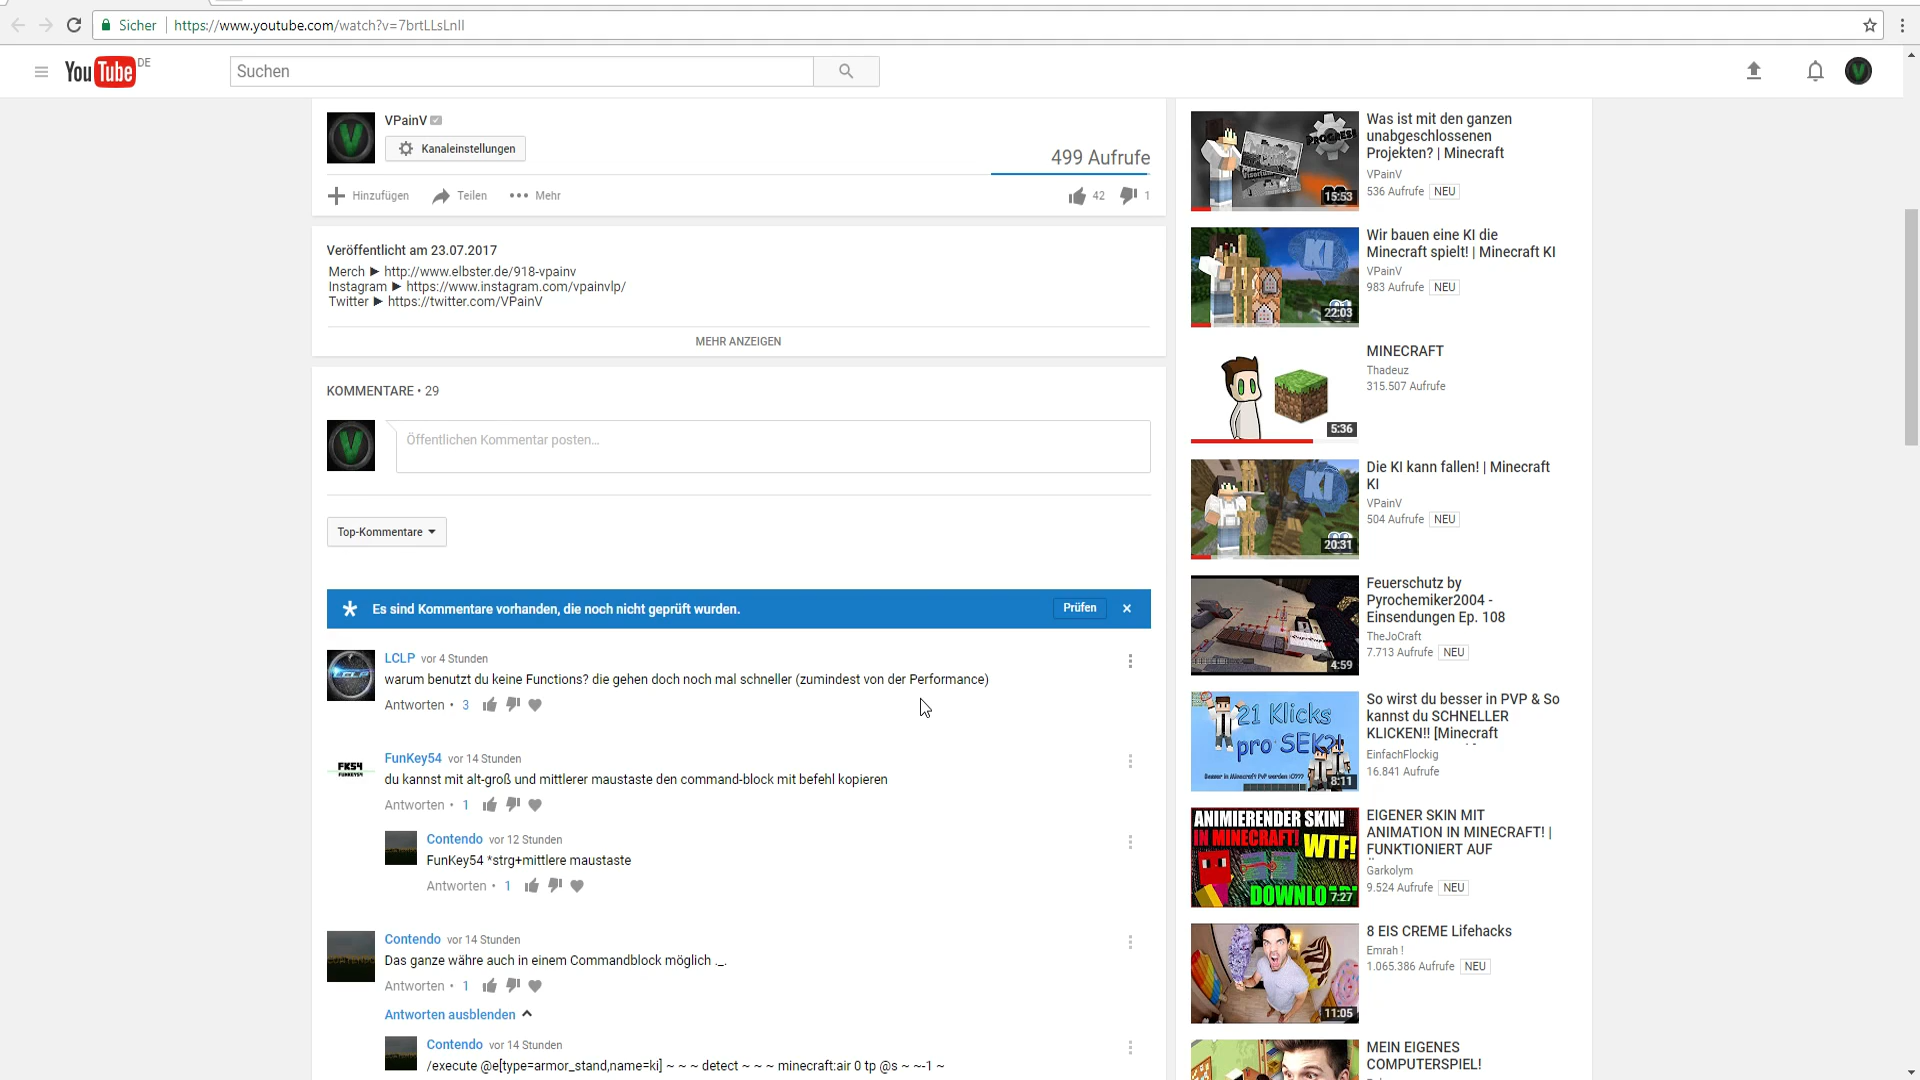 Sicher https://www.youtube.com/watch?v=7brtLLsLnlI
YouTube DE
Suchen
VPainV
Kanaleinstellungen
499 Aufrufe
Hinzufügen Teilen Mehr 42 1
Veröffentlicht am 23.07.2017
Merch ► http://www.elbster.de/918-vpainv
Instagram ► https://www.instagram.com/vpainvlp/
Twitter ► https://twitter.com/VPainV
MEHR ANZEIGEN
KOMMENTARE • 29
Öffentlichen Kommentar posten...
Top-Kommentare
Es sind Kommentare vorhanden, die noch nicht geprüft wurden.
Prüfen
LCLP vor 4 Stunden
warum benutzt du keine Functions? die gehen doch noch mal schneller (zumindest von der Performance)
Antworten • 3
FK54
FUNKEY54
FunKey54 vor 14 Stunden
du kannst mit alt-groß und mittlerer maustaste den command-block mit befehl kopieren
Antworten • 1
Contendo vor 12 Stunden
FunKey54 *strg+mittlere maustaste
Antworten • 1
Contendo vor 14 Stunden
Das ganze währe auch in einem Commandblock möglich ._.
Antworten • 1
Antworten ausblenden
Contendo vor 14 Stunden
/execute @e[type=armor_stand,name=ki] ~ ~ ~ detect ~ ~ ~ minecraft:air 0 tp @s ~ ~-1 ~
15:53
Was ist mit den ganzen
unabgeschlossenen
Projekten? | Minecraft
VPainV
536 Aufrufe NEU
KI
22:03
Wir bauen eine KI die
Minecraft spielt! | Minecraft KI
VPainV
983 Aufrufe NEU
5:36
MINECRAFT
Thadeuz
315.507 Aufrufe
KI
20:31
Die KI kann fallen! | Minecraft
KI
VPainV
504 Aufrufe NEU
4:59
Feuerschutz by
Pyrochemiker2004 -
Einsendungen Ep. 108
TheJoCraft
7.713 Aufrufe NEU
21 Klicks
pro SEK?!
8:11
So wirst du besser in PVP & So
kannst du SCHNELLER
KLICKEN!! [Minecraft
EinfachFlockig
16.841 Aufrufe
ANIMIERENDER SKIN!
IN MINECRAFT! WTF!
7:27
EIGENER SKIN MIT
ANIMATION IN MINECRAFT! |
FUNKTIONIERT AUF
Garkolym
9.524 Aufrufe NEU
11:05
8 EIS CREME Lifehacks
Emrah !
1.065.386 Aufrufe NEU
MEIN EIGENES
COMPUTERSPIEL!